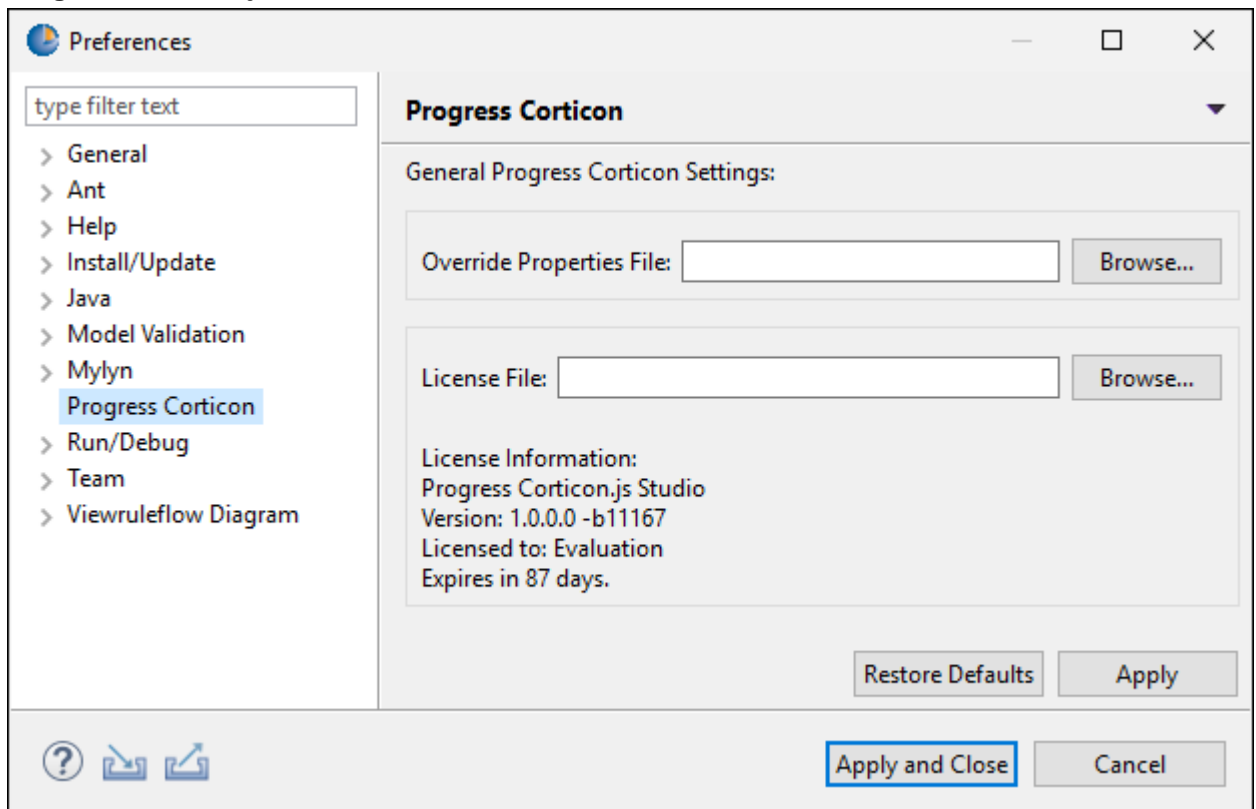 Preferences
type filter text
General
Ant
Help
Install/Update
Java
Model Validation
Mylyn
Progress Corticon
Run/Debug
Team
Viewruleflow Diagram
Progress Corticon
General Progress Corticon Settings:
Override Properties File:
Browse...
License File:
Browse...
License Information:
Progress Corticon.js Studio
Version: 1.0.0.0 -b11167
Licensed to: Evaluation
Expires in 87 days.
Restore Defaults
Apply
?
Apply and Close
Cancel